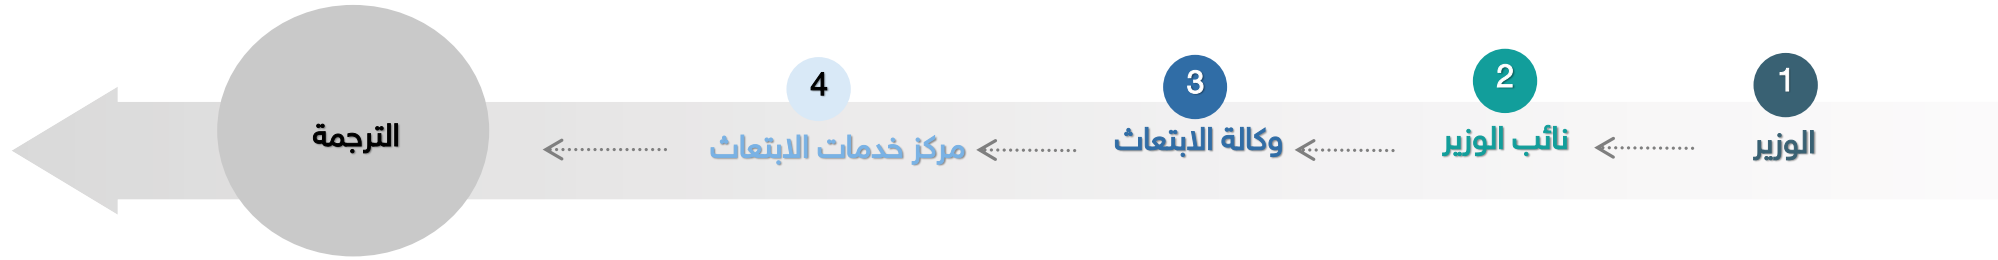 1
الوزير
2
نائب الوزير
3
وكالة الابتعاث
4
مركز خدمات الابتعاث
الترجمة